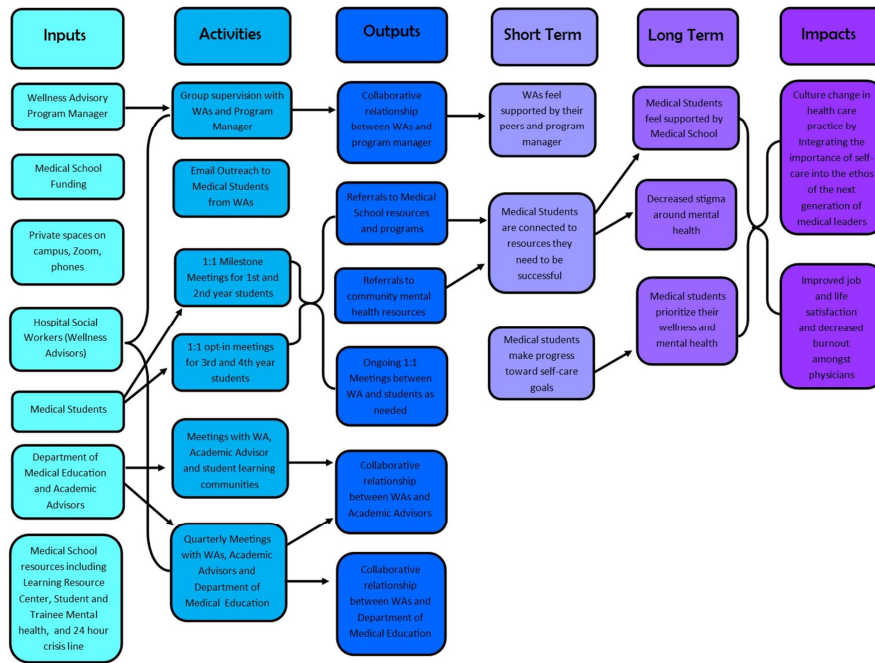 Inputs
Activities
Outputs
Short Term
Long Term
Impacts
Wellness Advisory
Program Manager
Medical School
Funding
Private spaces on
campus, Zoom,
phones
Hospital Social
Workers (Wellness
Advisors)
Medical Students
Department of
Medical Education
and Academic
Advisors
Medical School
resources including
Learning Resource
Center, Student and
Trainee Mental
health, and 24 hour
crisis line
Group supervision with
WAs and Program
Manager
Email Outreach to
Medical Students
from WAs
1:1 Milestone
Meetings for 1st and
2nd year students
1:1 opt-in meetings
for 3rd and 4th year
students
Meetings with WA,
Academic Advisor
and student learning
communities
Quarterly Meetings
with WAs, Academic
Advisors and
Department of
Medical Education
Collaborative
relationship
between WAs and
program manager
Referrals to Medical
School resources
and programs
Referrals to
community mental
health resources
Ongoing 1:1
Meetings between
WA and students as
needed
Collaborative
relationship
between WAs and
Academic Advisors
Collaborative
relationship
between WAs and
Department of
Medical Education
WAs feel
supported by their
peers and program
manager
Medical Students
are connected to
resources they
need to be
successful
Medical students
make progress
toward self-care
goals
Medical Students
feel supported by
Medical School
Decreased stigma
around mental
health
Medical students
prioritize their
wellness and
mental health
Culture change in
health care
practice by
Integrating the
importance of self-
care into the ethos
of the next
generation of
medical leaders
Improved job
and life
satisfaction and
decreased
burnout
amongst
physicians